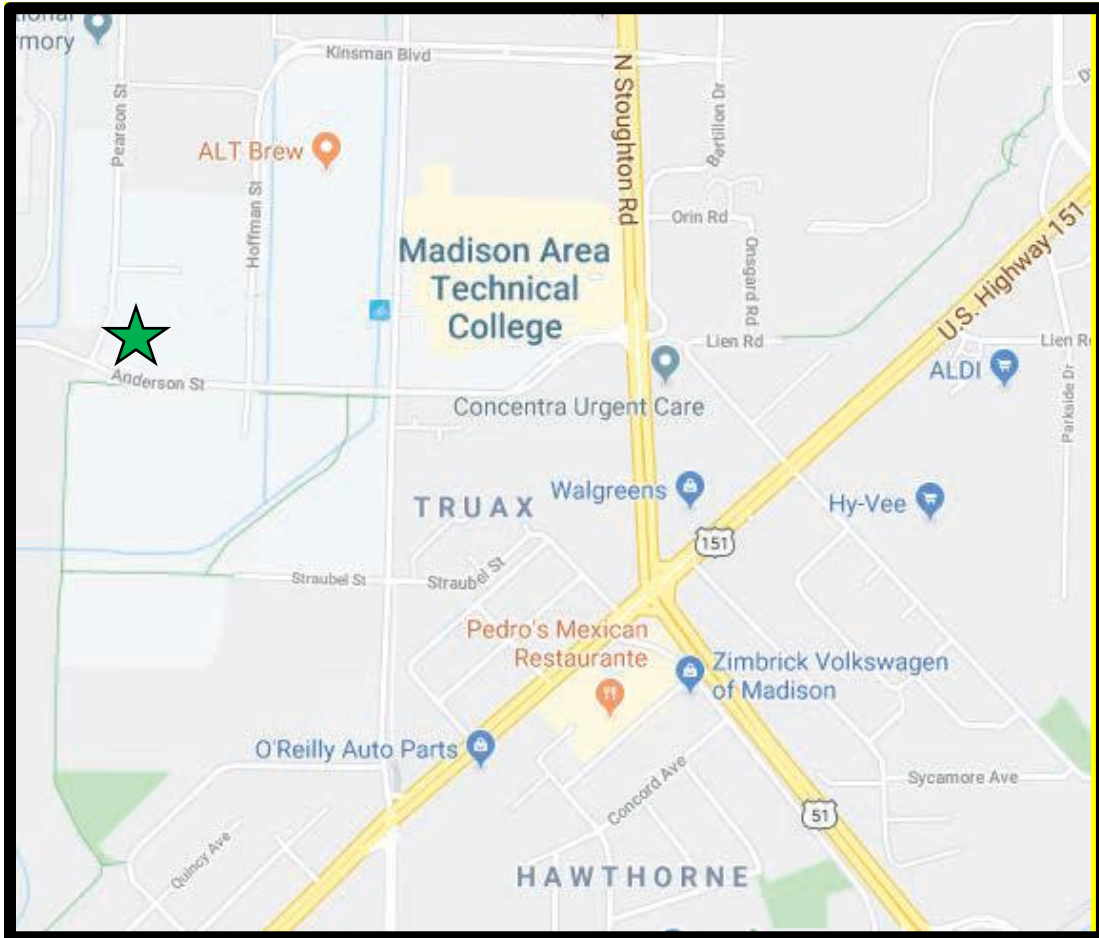 rmory
Kinsman Blvd
Pearson St
N Stoughton Rd
Bartillon Dr
ALT Brew
Hoffman St
Orin Rd
Madison Area
Technical
College
Onsgard Rd
U.S. Highway 151
Lien Rd
Lien R
ALDI
Anderson St
Concentra Urgent Care
Parkside Dr
TRUAX
Walgreens
Hy-Vee
151
Straubel St
Straubel St
Pedro's Mexican
Restaurante
Zimbrick Volkswagen
of Madison
O'Reilly Auto Parts
Concord Ave
Sycamore Ave
51
Quincy Ave
HAWTHORNE